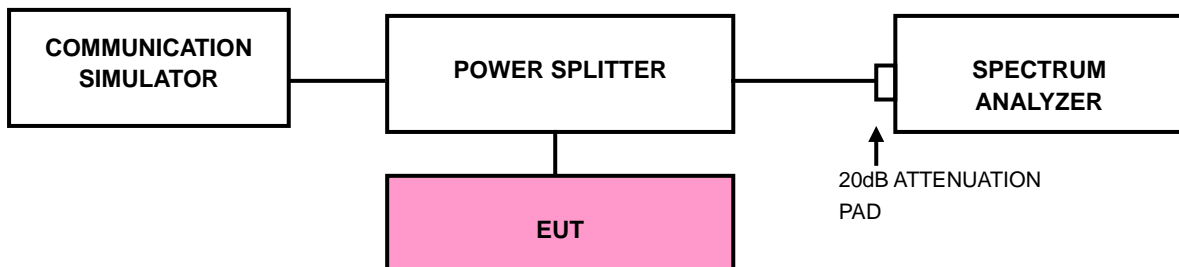 COMMUNICATION
SIMULATOR
POWER SPLITTER
SPECTRUM
ANALYZER
20dB ATTENUATION
PAD
EUT